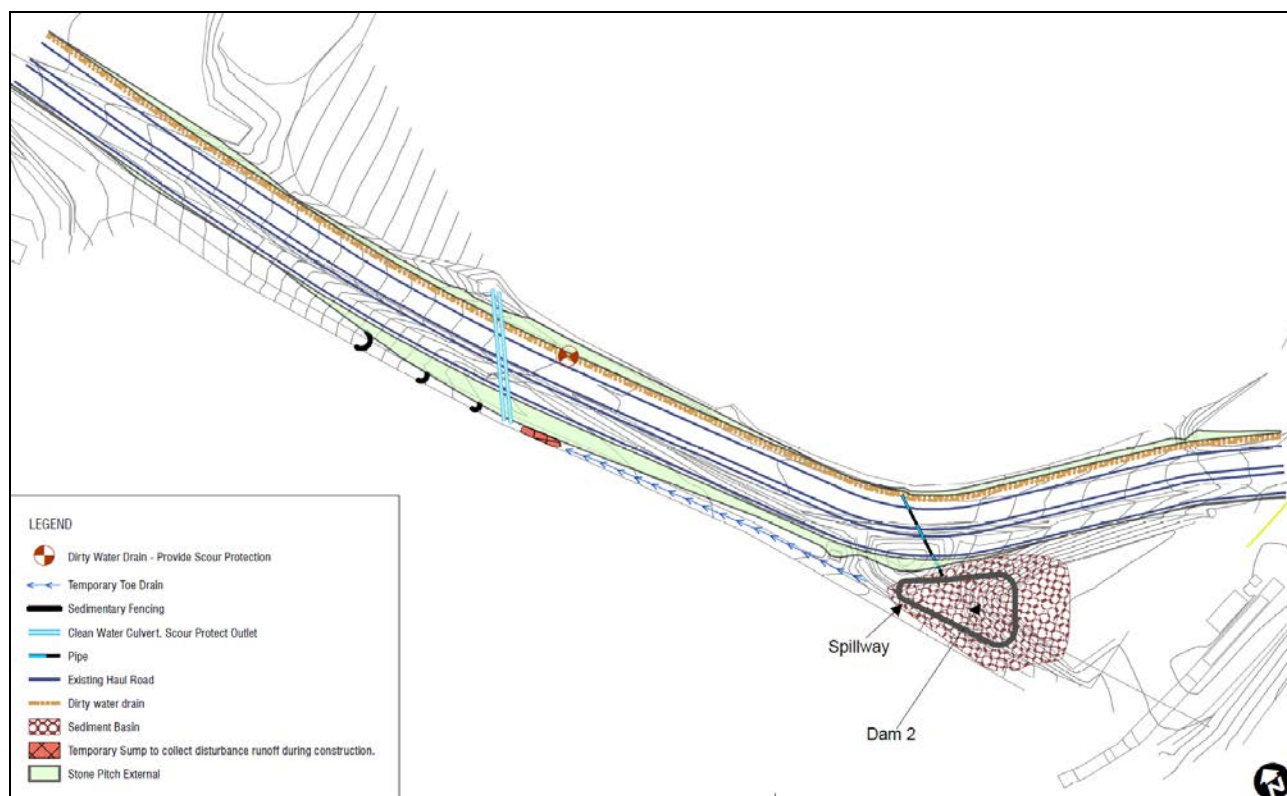 Spillway
Dam 2
LEGEND
Dirty Water Drain - Provide Scour Protection
Temporary Toe Drain
Sedimentary Fencing
Clean Water Culvert. Scour Protect Outlet
Pipe
Existing Haul Road
Dirty water drain
Sediment Basin
Temporary Sump to collect disturbance runoff during construction.
Stone Pitch External
N